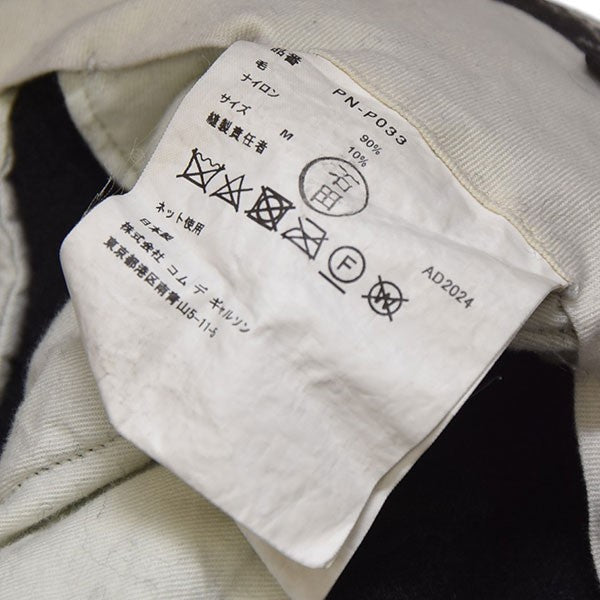 品番 PN-P033
毛 90%
ナイロン 10%
サイズ M
縫製責任者 石田
F
ネット使用
日本製
株式会社 コム デ ギャルソン
東京都港区南青山5-11-5
AD2024